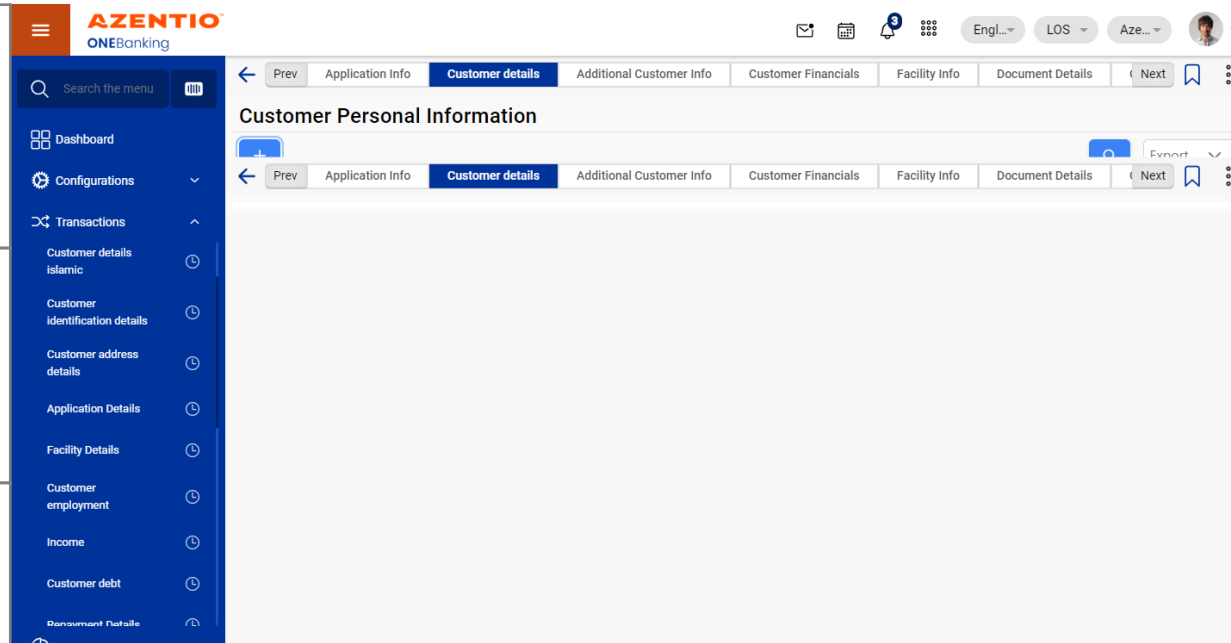 AZENTIO
ONEBanking
3
Engl...
LOS
Aze...
Search the menu
Dashboard
Configurations
Transactions
Customer details
islamic
Customer
identification details
Customer address
details
Application Details
Facility Details
Customer
employment
Income
Customer debt
Repayment Details
Prev
Application Info
Customer details
Additional Customer Info
Customer Financials
Facility Info
Document Details
Next
Customer Personal Information
Export
Prev
Application Info
Customer details
Additional Customer Info
Customer Financials
Facility Info
Document Details
Next